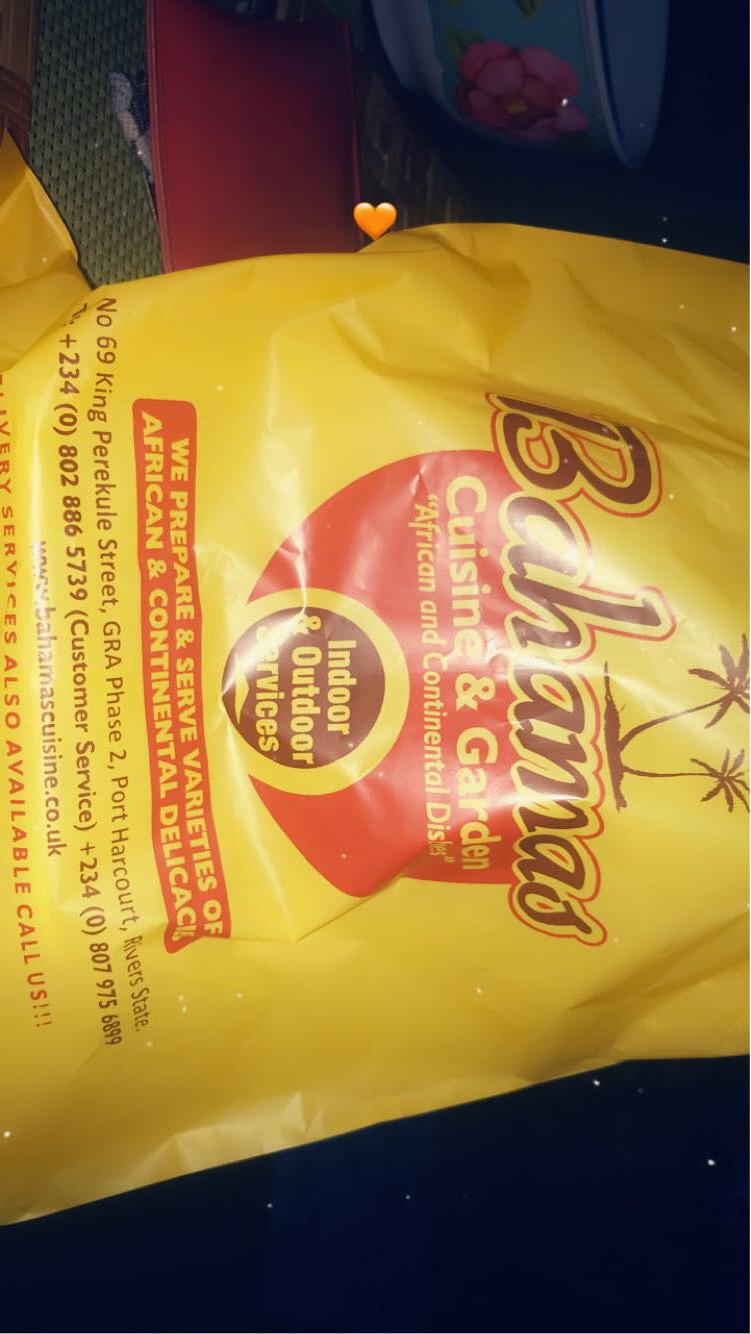 Bahamas
Cuisine & Garden
"African and Continental Dishes"
Indoor
& Outdoor
Services
WE PREPARE & SERVE VARIETIES OF
AFRICAN & CONTINENTAL
No 69 King Perekule Street, GRA Phase 2, Port Harcourt, Rivers State.
+234 (0) 802 886 5739 (Customer Service) +234 (0) 807 975 6899
www.bahamascuisine.co.uk
SERVICES ALSO AVAILABLE CALL US!!!